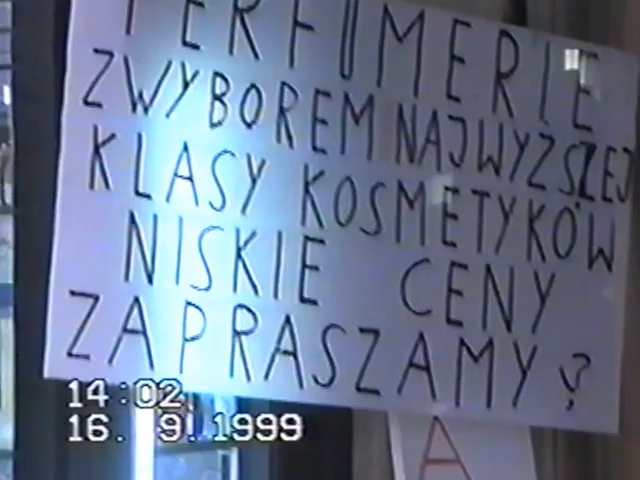 PERFUMERIE
Z WYBOREM NAJWYŻSZEJ
KLASY KOSMETYKÓW
NISKIE CENY
ZAPRASZAMY?
14:02
16. 9. 1999
A